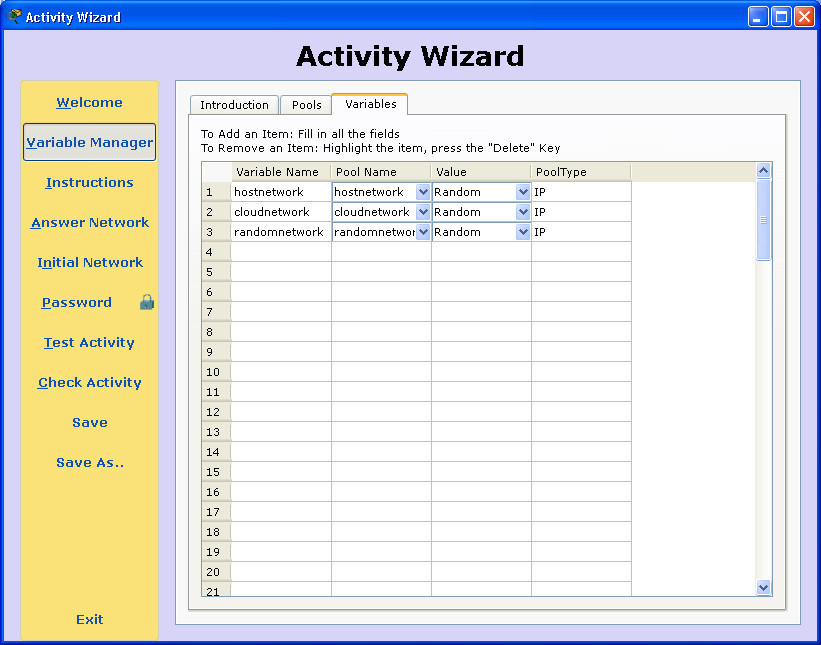 Activity Wizard
Activity Wizard
Welcome
Variable Manager
Instructions
Answer Network
Initial Network
Password
Test Activity
Check Activity
Save
Save As..
Exit
Introduction Pools Variables
To Add an Item: Fill in all the fields
To Remove an Item: Highlight the item, press the "Delete" Key
Variable Name Pool Name Value PoolType
1 hostnetwork hostnetwork Random IP
2 cloudnetwork cloudnetwork Random IP
3 randomnetwork randomnetwor Random IP
4
5
6
7
8
9
10
11
12
13
14
15
16
17
18
19
20
21